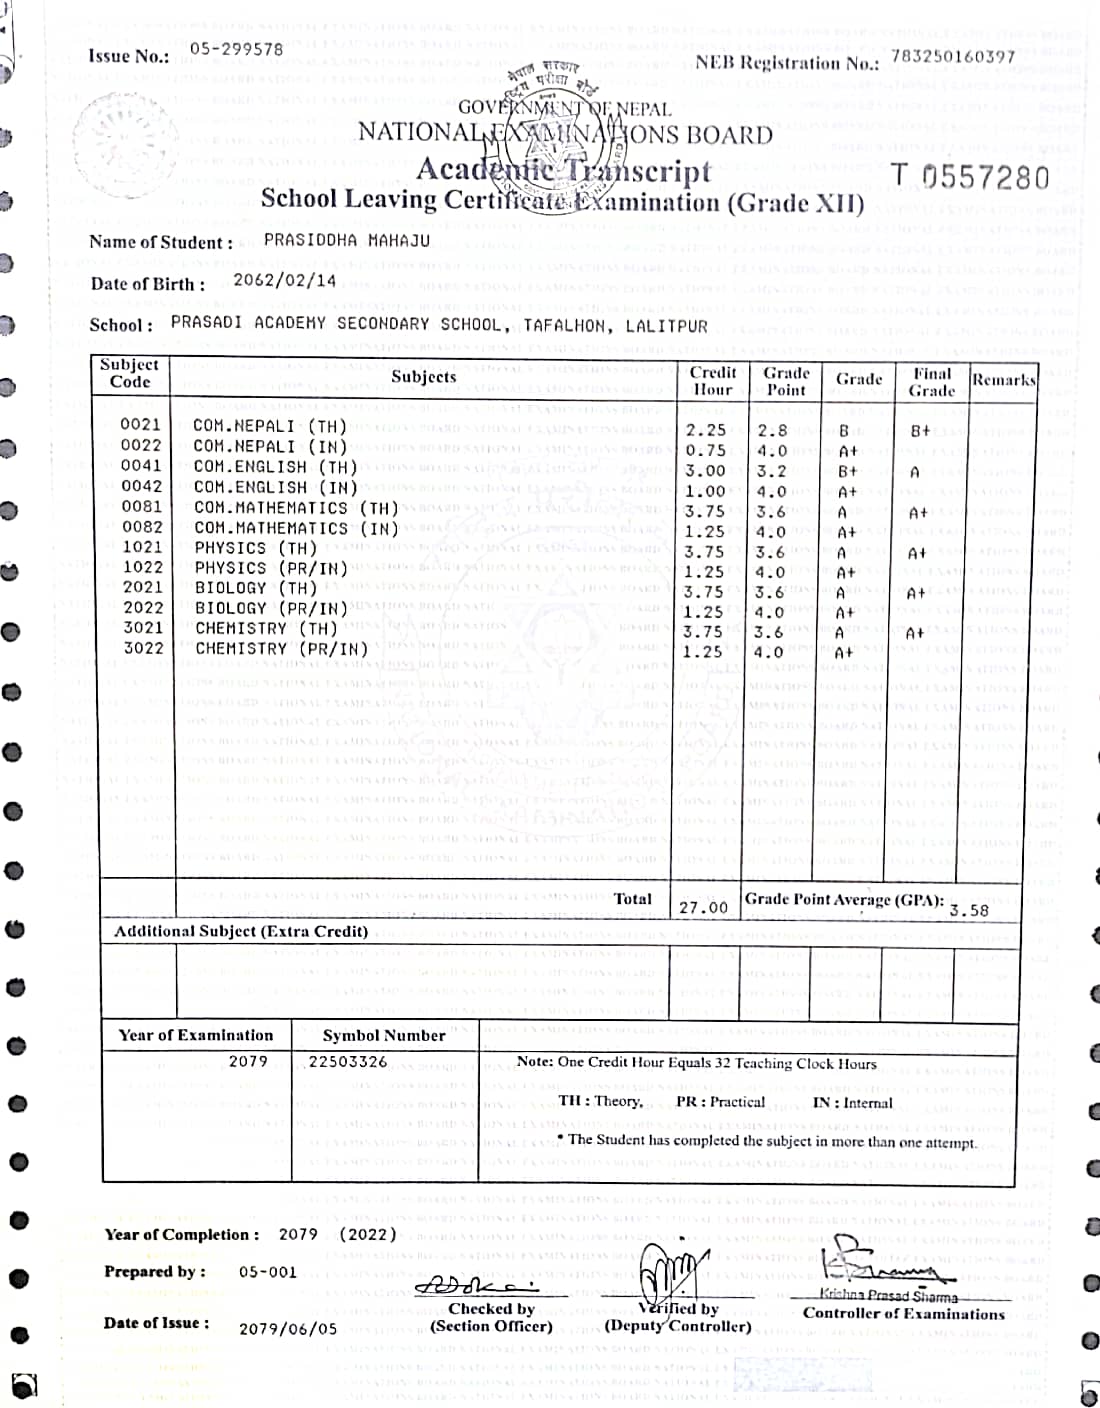 Issue No.: 05-299578
NEB Registration No.: 783250160397
नेपाल सरकार
परीक्षा बोर्ड
GOVERNMENT OF NEPAL
NATIONAL EXAMINATIONS BOARD
Academic Transcript
T 0557280
School Leaving Certificate Examination (Grade XII)
Name of Student : PRASIDDHA MAHAJU
Date of Birth : 2062/02/14
School : PRASADI ACADEMY SECONDARY SCHOOL, TAFALHON, LALITPUR
Subject Code Subjects Credit Hour Grade Point Grade Final Grade Remarks
0021 COM.NEPALI (TH) 2.25 2.8 B B+
0022 COM.NEPALI (IN) 0.75 4.0 A+
0041 COM.ENGLISH (TH) 3.00 3.2 B+ A
0042 COM.ENGLISH (IN) 1.00 4.0 A+
0081 COM.MATHEMATICS (TH) 3.75 3.6 A A+
0082 COM.MATHEMATICS (IN) 1.25 4.0 A+
1021 PHYSICS (TH) 3.75 3.6 A A+
1022 PHYSICS (PR/IN) 1.25 4.0 A+
2021 BIOLOGY (TH) 3.75 3.6 A A+
2022 BIOLOGY (PR/IN) 1.25 4.0 A+
3021 CHEMISTRY (TH) 3.75 3.6 A A+
3022 CHEMISTRY (PR/IN) 1.25 4.0 A+
Total 27.00 Grade Point Average (GPA): 3.58
Additional Subject (Extra Credit)
Year of Examination Symbol Number
2079 22503326 Note: One Credit Hour Equals 32 Teaching Clock Hours
TH : Theory, PR : Practical IN : Internal
* The Student has completed the subject in more than one attempt.
Year of Completion : 2079 (2022)
Prepared by : 05-001
Krishna Prasad Sharma
Checked by Verified by Controller of Examinations
(Section Officer) (Deputy Controller)
Date of Issue : 2079/06/05